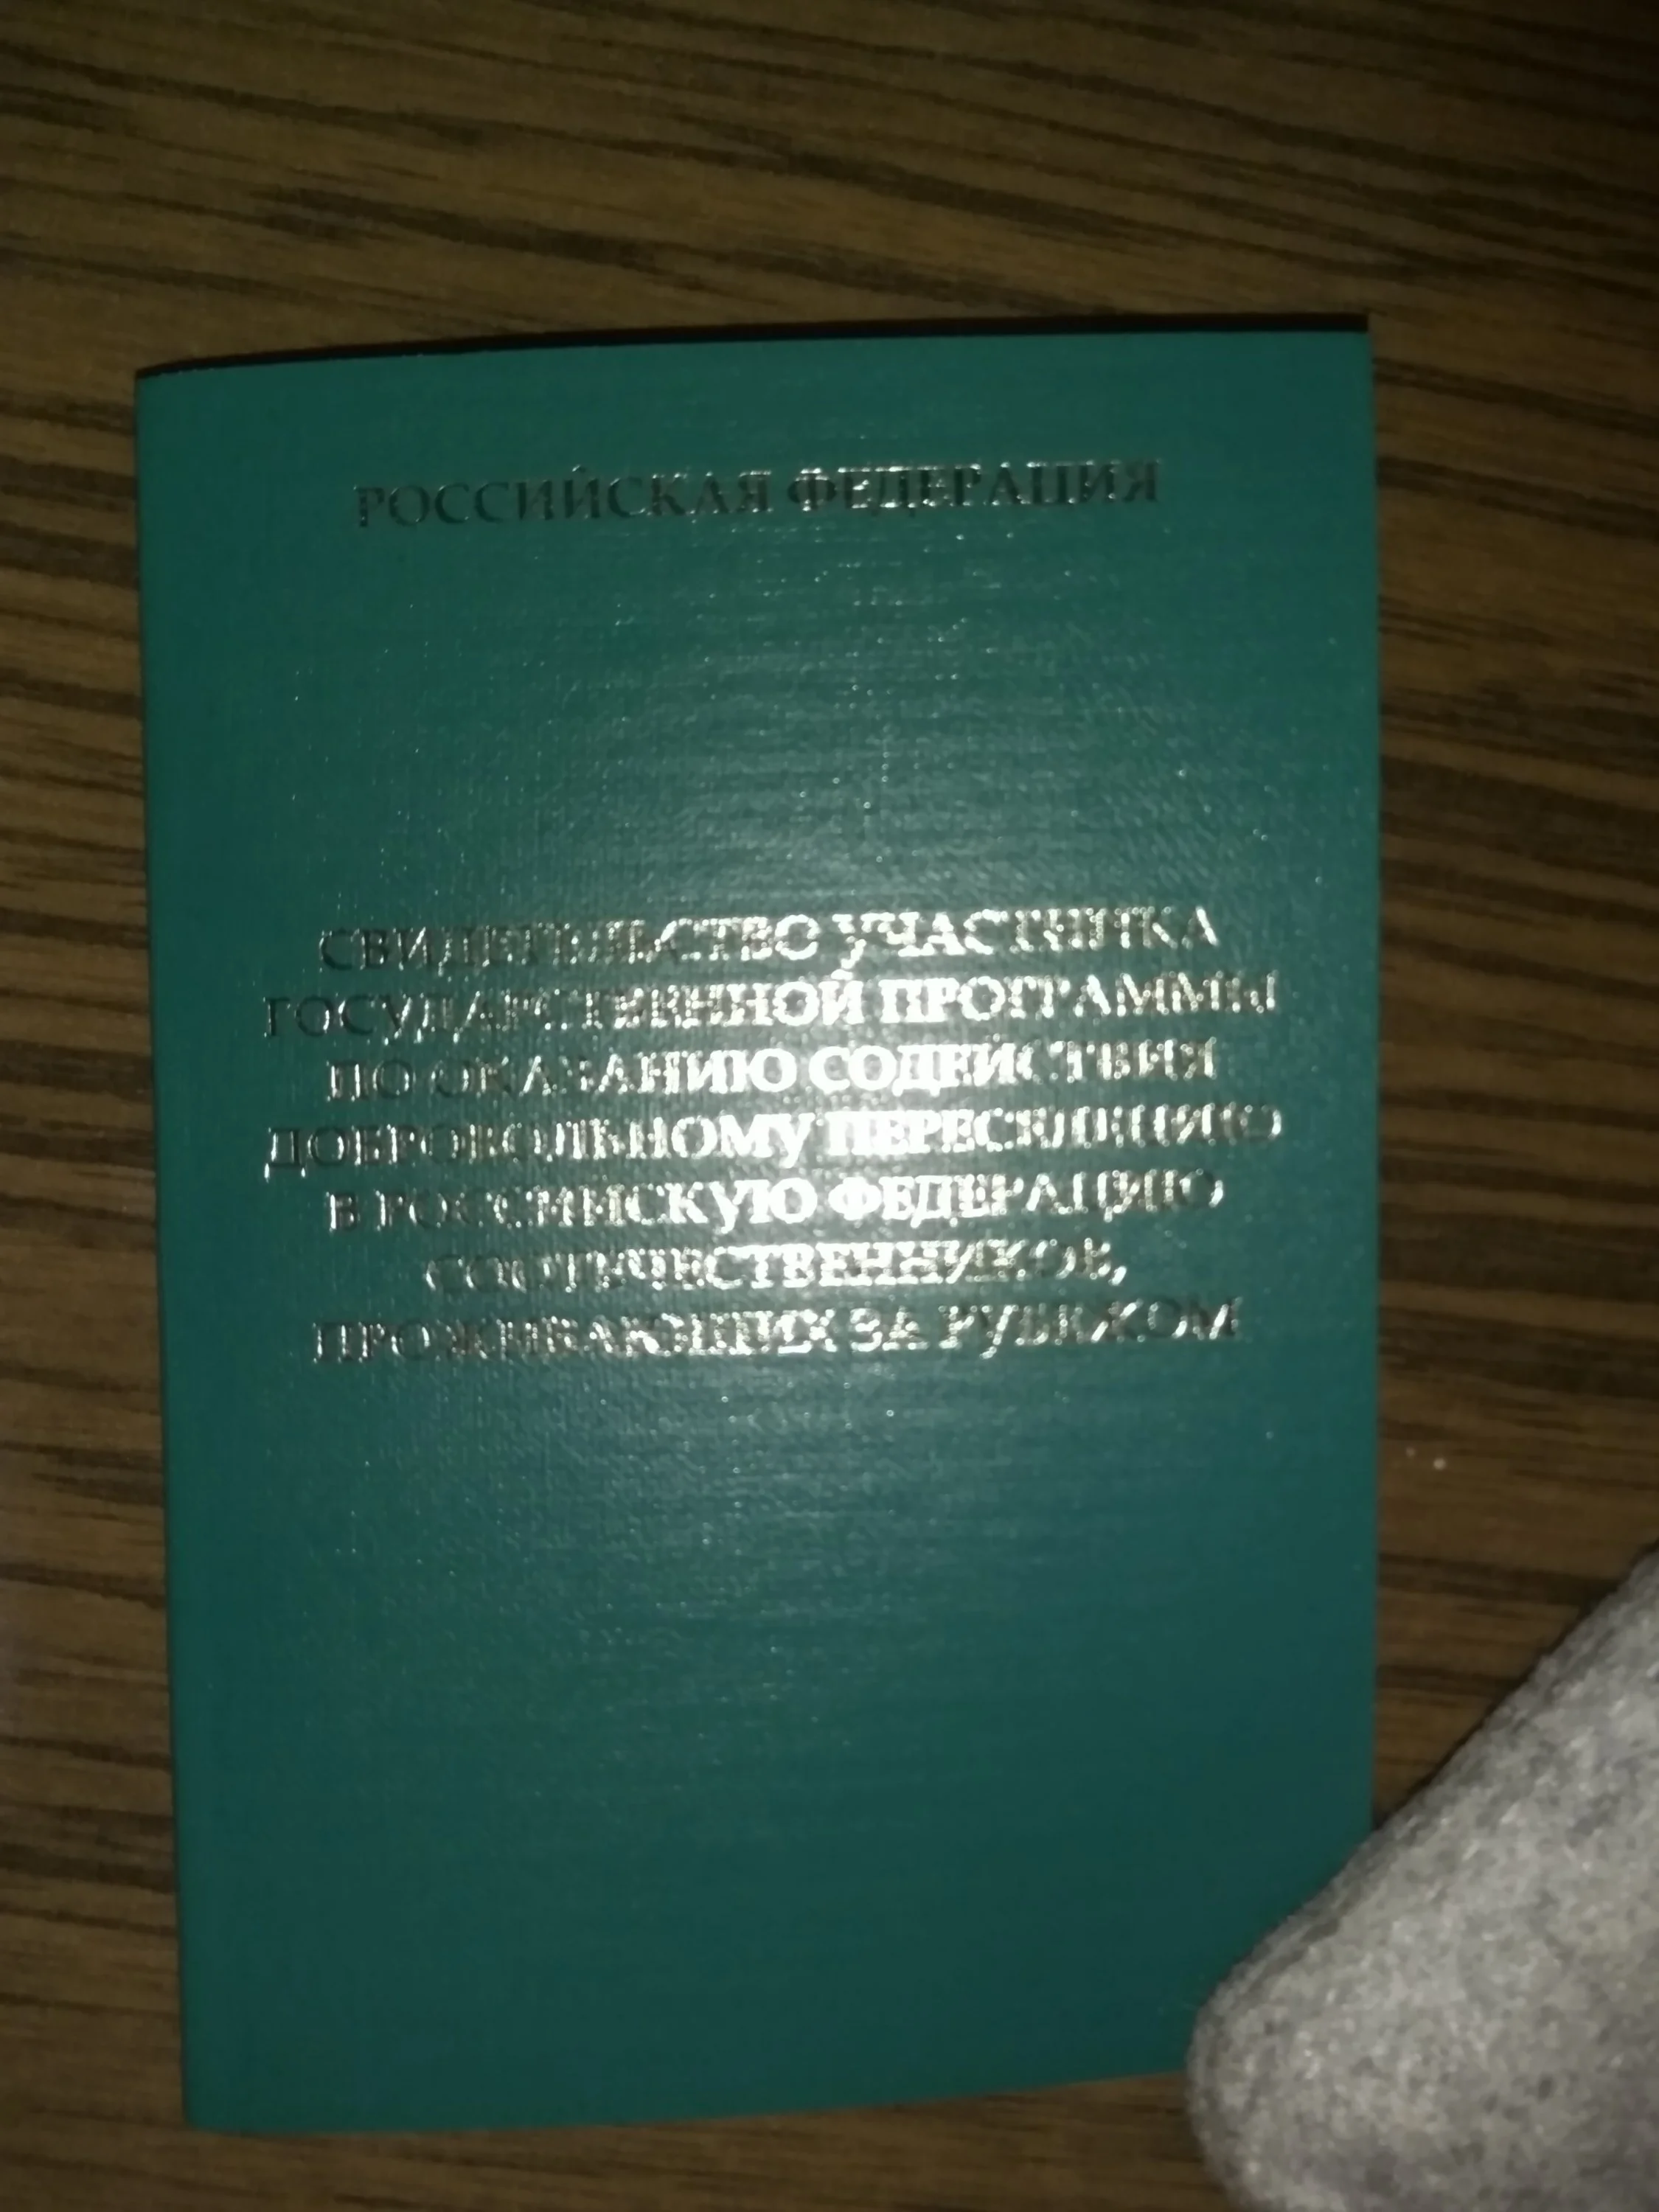 РОССИЙСКАЯ ФЕДЕРАЦИЯ
СВИДЕТЕЛЬСТВО УЧАСТНИКА
ГОСУДАРСТВЕННОЙ ПРОГРАММЫ
ПО ОКАЗАНИЮ СОДЕЙСТВИЯ
ДОБРОВОЛЬНОМУ ПЕРЕСЕЛЕНИЮ
В РОССИЙСКУЮ ФЕДЕРАЦИЮ
СООТЕЧЕСТВЕННИКОВ,
ПРОЖИВАЮЩИХ ЗА РУБЕЖОМ